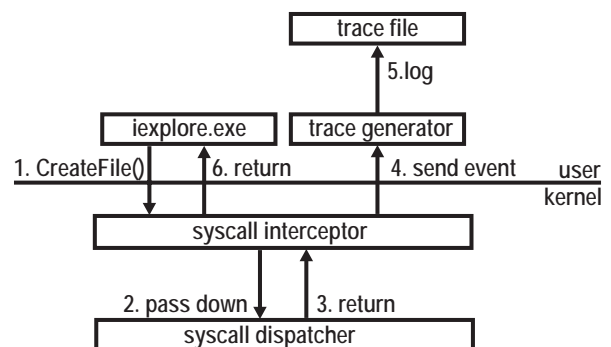 trace file
5.log
iexplore.exe
trace generator
1. CreateFile()
6. return
4. send event
user
kernel
syscall interceptor
2. pass down
3. return
syscall dispatcher